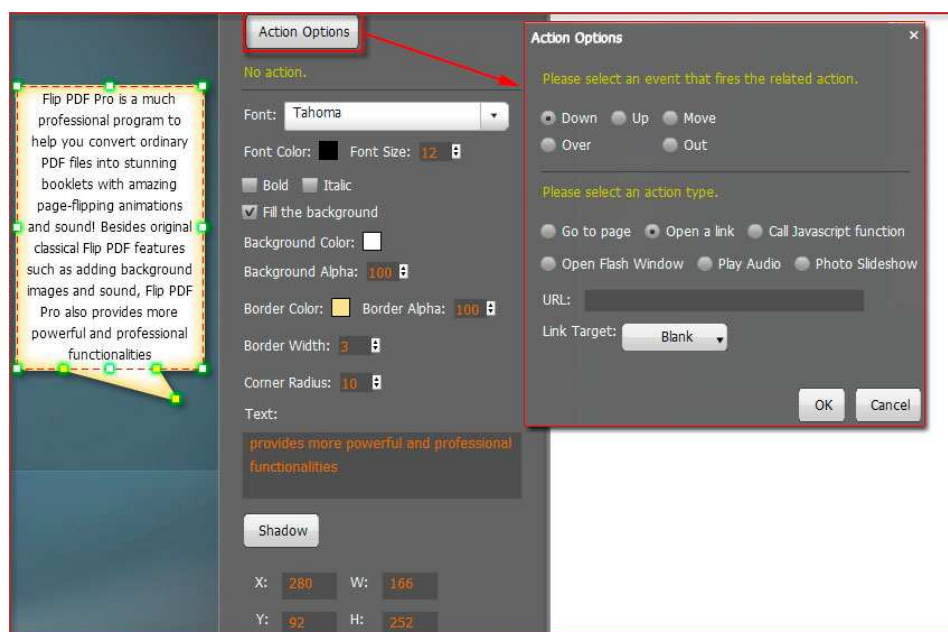 Flip PDF Pro is a much
professional program to
help you convert ordinary
PDF files into stunning
booklets with amazing
page-flipping animations
and sound! Besides original
classical Flip PDF features
such as adding background
images and sound, Flip PDF
Pro also provides more
powerful and professional
functionalities
Action Options
No action.
Font: Tahoma
Font Color: Font Size: 12
Bold Italic
Fill the background
Background Color:
Background Alpha: 100
Border Color: Border Alpha: 100
Border Width: 3
Corner Radius: 10
Text:
provides more powerful and professional
functionalities
Shadow
X: 280 W: 166
Y: 92 H: 252
Action Options
Please select an event that fires the related action.
Down Up Move
Over Out
Please select an action type.
Go to page Open a link Call Javascript function
Open Flash Window Play Audio Photo Slideshow
URL:
Link Target: Blank
OK Cancel